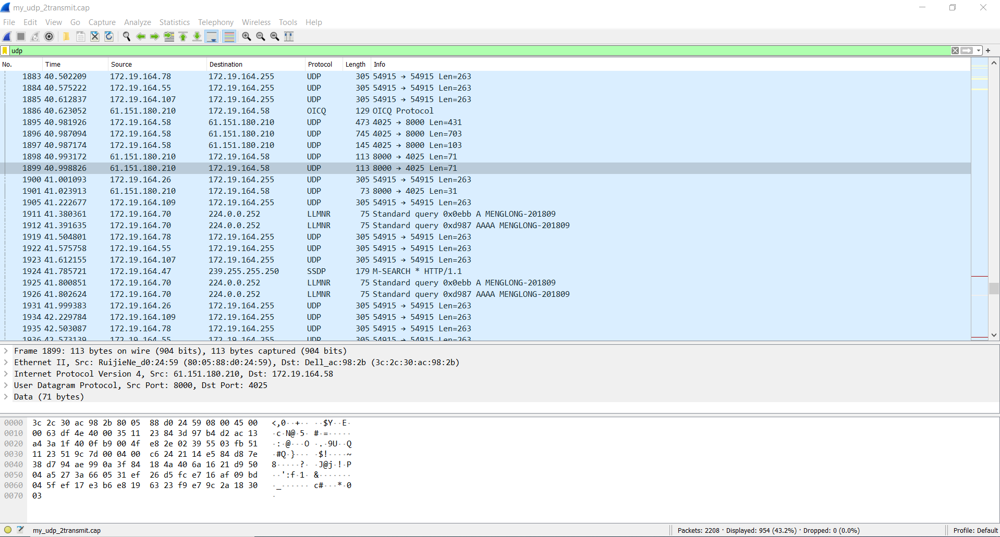 my_udp_2transmit.cap
File Edit View Go Capture Analyze Statistics Telephony Wireless Tools Help
udp
No. Time Source Destination Protocol Length Info
1883 40.502209 172.19.164.78 172.19.164.255 UDP 305 54915 → 54915 Len=263
1884 40.575222 172.19.164.55 172.19.164.255 UDP 305 54915 → 54915 Len=263
1885 40.612837 172.19.164.107 172.19.164.255 UDP 305 54915 → 54915 Len=263
1886 40.623052 61.151.180.210 172.19.164.58 OICQ 129 OICQ Protocol
1895 40.981926 172.19.164.58 61.151.180.210 UDP 473 4025 → 8000 Len=431
1896 40.987094 172.19.164.58 61.151.180.210 UDP 745 4025 → 8000 Len=703
1897 40.987174 172.19.164.58 61.151.180.210 UDP 145 4025 → 8000 Len=103
1898 40.993172 61.151.180.210 172.19.164.58 UDP 113 8000 → 4025 Len=71
1899 40.998826 61.151.180.210 172.19.164.58 UDP 113 8000 → 4025 Len=71
1900 41.001093 172.19.164.26 172.19.164.255 UDP 305 54915 → 54915 Len=263
1901 41.023913 61.151.180.210 172.19.164.58 UDP 73 8000 → 4025 Len=31
1905 41.222677 172.19.164.109 172.19.164.255 UDP 305 54915 → 54915 Len=263
1911 41.380361 172.19.164.70 224.0.0.252 LLMNR 75 Standard query 0x0ebb A MENGLONG-201809
1912 41.391635 172.19.164.70 224.0.0.252 LLMNR 75 Standard query 0xd987 AAAA MENGLONG-201809
1919 41.504801 172.19.164.78 172.19.164.255 UDP 305 54915 → 54915 Len=263
1922 41.575758 172.19.164.55 172.19.164.255 UDP 305 54915 → 54915 Len=263
1923 41.612155 172.19.164.107 172.19.164.255 UDP 305 54915 → 54915 Len=263
1924 41.785721 172.19.164.47 239.255.255.250 SSDP 179 M-SEARCH * HTTP/1.1
1925 41.800851 172.19.164.70 224.0.0.252 LLMNR 75 Standard query 0x0ebb A MENGLONG-201809
1926 41.802624 172.19.164.70 224.0.0.252 LLMNR 75 Standard query 0xd987 AAAA MENGLONG-201809
1931 41.999383 172.19.164.26 172.19.164.255 UDP 305 54915 → 54915 Len=263
1934 42.229784 172.19.164.109 172.19.164.255 UDP 305 54915 → 54915 Len=263
1935 42.503087 172.19.164.78 172.19.164.255 UDP 305 54915 → 54915 Len=263
1936 42.573139 172.19.164.55 172.19.164.255 UDP 305 54915 → 54915 Len=263
Frame 1899: 113 bytes on wire (904 bits), 113 bytes captured (904 bits)
Ethernet II, Src: RuijieNe_d0:24:59 (80:05:88:d0:24:59), Dst: Dell_ac:98:2b (3c:2c:30:ac:98:2b)
Internet Protocol Version 4, Src: 61.151.180.210, Dst: 172.19.164.58
User Datagram Protocol, Src Port: 8000, Dst Port: 4025
Data (71 bytes)
0000 3c 2c 30 ac 98 2b 80 05 88 d0 24 59 08 00 45 00 <,0··+·· ··$Y··E·
0010 00 63 df 4e 40 00 35 11 23 84 3d 97 b4 d2 ac 13 ·c·N@·5· #·=·····
0020 a4 3a 1f 40 0f b9 00 4f e8 2e 02 39 55 03 fb 51 ·:·@···O ·.·9U··Q
0030 11 23 51 9c 7d 00 04 00 c6 24 21 14 e5 84 d8 7e ·#Q·}··· ·$!····~
0040 38 d7 94 ae 99 0a 3f 84 18 4a 40 6a 16 21 d9 50 8·····?· ·J@j·!·P
0050 04 a5 27 3a 66 05 31 ef 26 d5 fc e7 16 af 09 bd ··':f·1· &·······
0060 04 5f ef 17 e3 b6 e8 19 63 23 f9 e7 9c 2a 18 30 ·_······ c#···*·0
0070 03 ·
my_udp_2transmit.cap Packets: 2208 · Displayed: 954 (43.2%) · Dropped: 0 (0.0%) Profile: Default